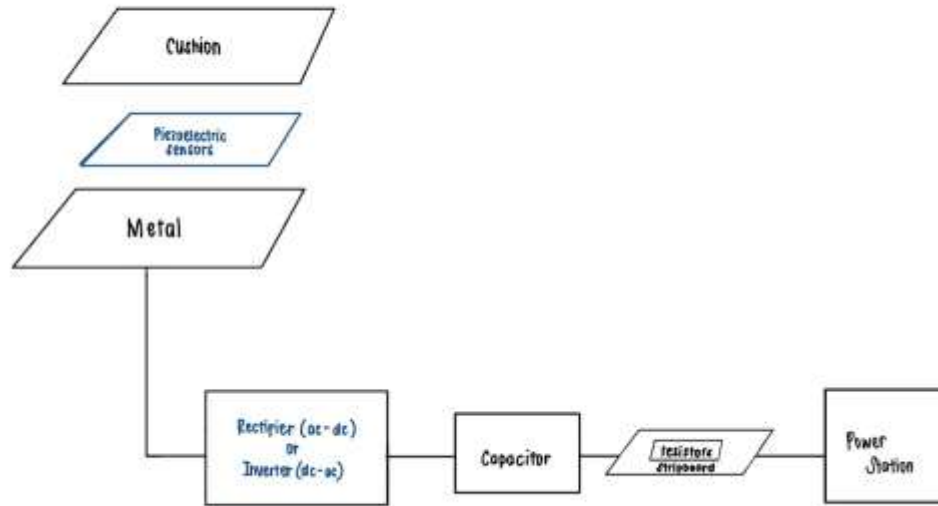 Cushion
Piezoelectric
sensors
Metal
Rectifier (ac-dc)
or
Inverter (dc-ac)
Capacitor
resistors
stripboard
Power
Station